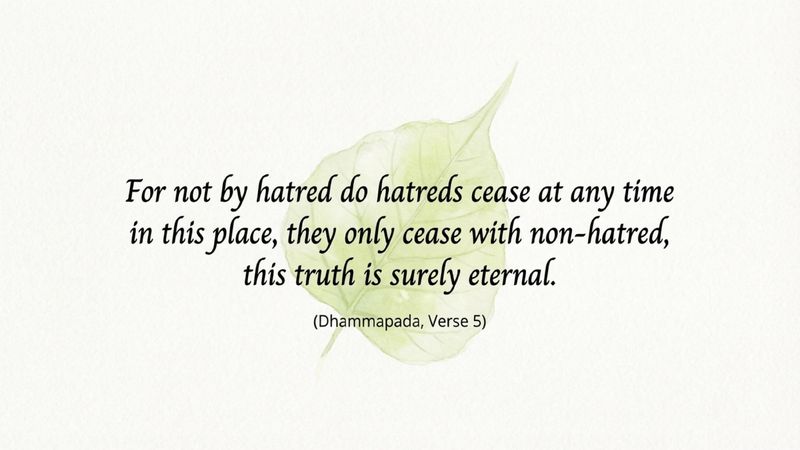 For not by hatred do hatreds cease at any time
in this place, they only cease with non-hatred,
this truth is surely eternal.
(Dhammapada, Verse 5)